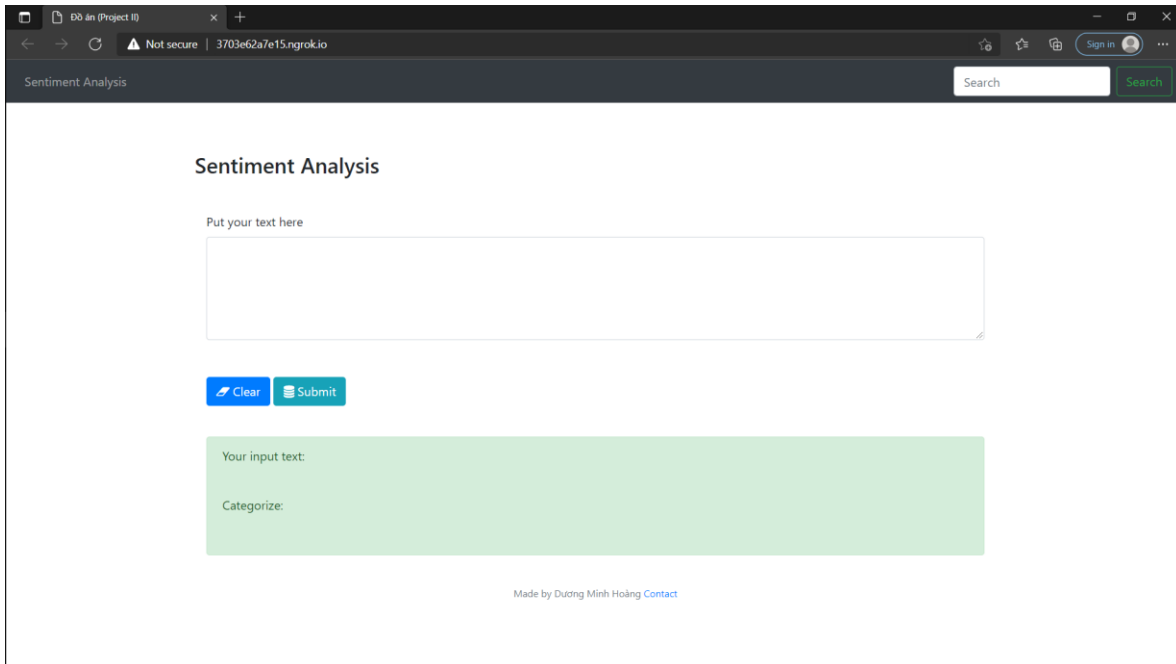 Đồ án (Project II)
Not secure | 3703e62a7e15.ngrok.io
Sign in
Sentiment Analysis
Search
Search
Sentiment Analysis
Put your text here
Clear
Submit
Your input text:
Categorize:
Made by Dương Minh Hoàng Contact